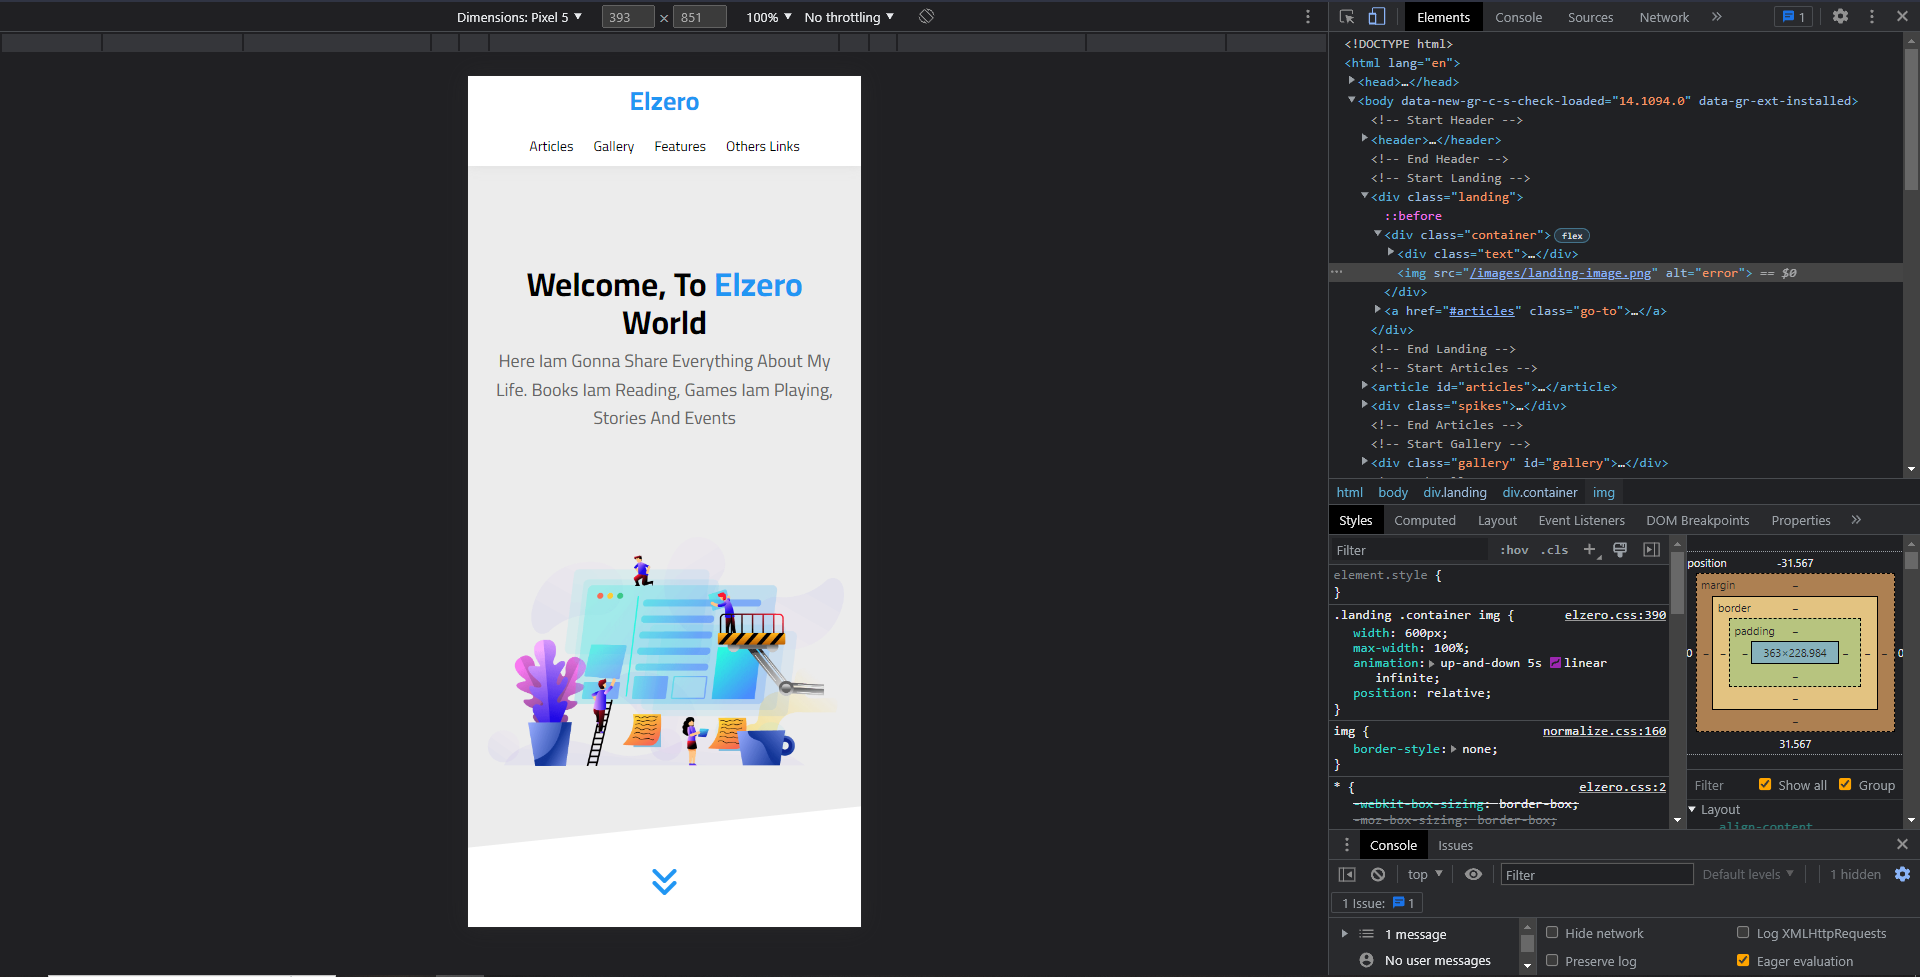 Dimensions: Pixel 5 393 × 851 100% No throttling
Elzero
Articles Gallery Features Others Links
Welcome, To Elzero
World
Here Iam Gonna Share Everything About My
Life. Books Iam Reading, Games Iam Playing,
Stories And Events
Elements Console Sources Network » 1
<!DOCTYPE html>
<html lang="en">
<head>…</head>
<body data-new-gr-c-s-check-loaded="14.1094.0" data-gr-ext-installed>
<!-- Start Header -->
<header>…</header>
<!-- End Header -->
<!-- Start Landing -->
<div class="landing">
::before
<div class="container"> flex
<div class="text">…</div>
<img src="/images/landing-image.png" alt="error"> == $0
</div>
<a href="#articles" class="go-to">…</a>
</div>
<!-- End Landing -->
<!-- Start Articles -->
<article id="articles">…</article>
<div class="spikes">…</div>
<!-- End Articles -->
<!-- Start Gallery -->
<div class="gallery" id="gallery">…</div>
html body div.landing div.container img
Styles Computed Layout Event Listeners DOM Breakpoints Properties »
Filter :hov .cls +
element.style {
}
.landing .container img { elzero.css:390
width: 600px;
max-width: 100%;
animation: up-and-down 5s linear
infinite;
position: relative;
}
img { normalize.css:160
border-style: none;
}
* { elzero.css:2
-webkit-box-sizing: border-box;
-moz-box-sizing: border-box;
position -31.567
margin –
border –
padding –
0 – – – 363×228.984 – – – 0
–
–
–
31.567
Filter Show all Group
Layout
align-content
Console Issues
top Filter Default levels 1 hidden
1 Issue: 1
1 message
No user messages
Hide network Log XMLHttpRequests
Preserve log Eager evaluation